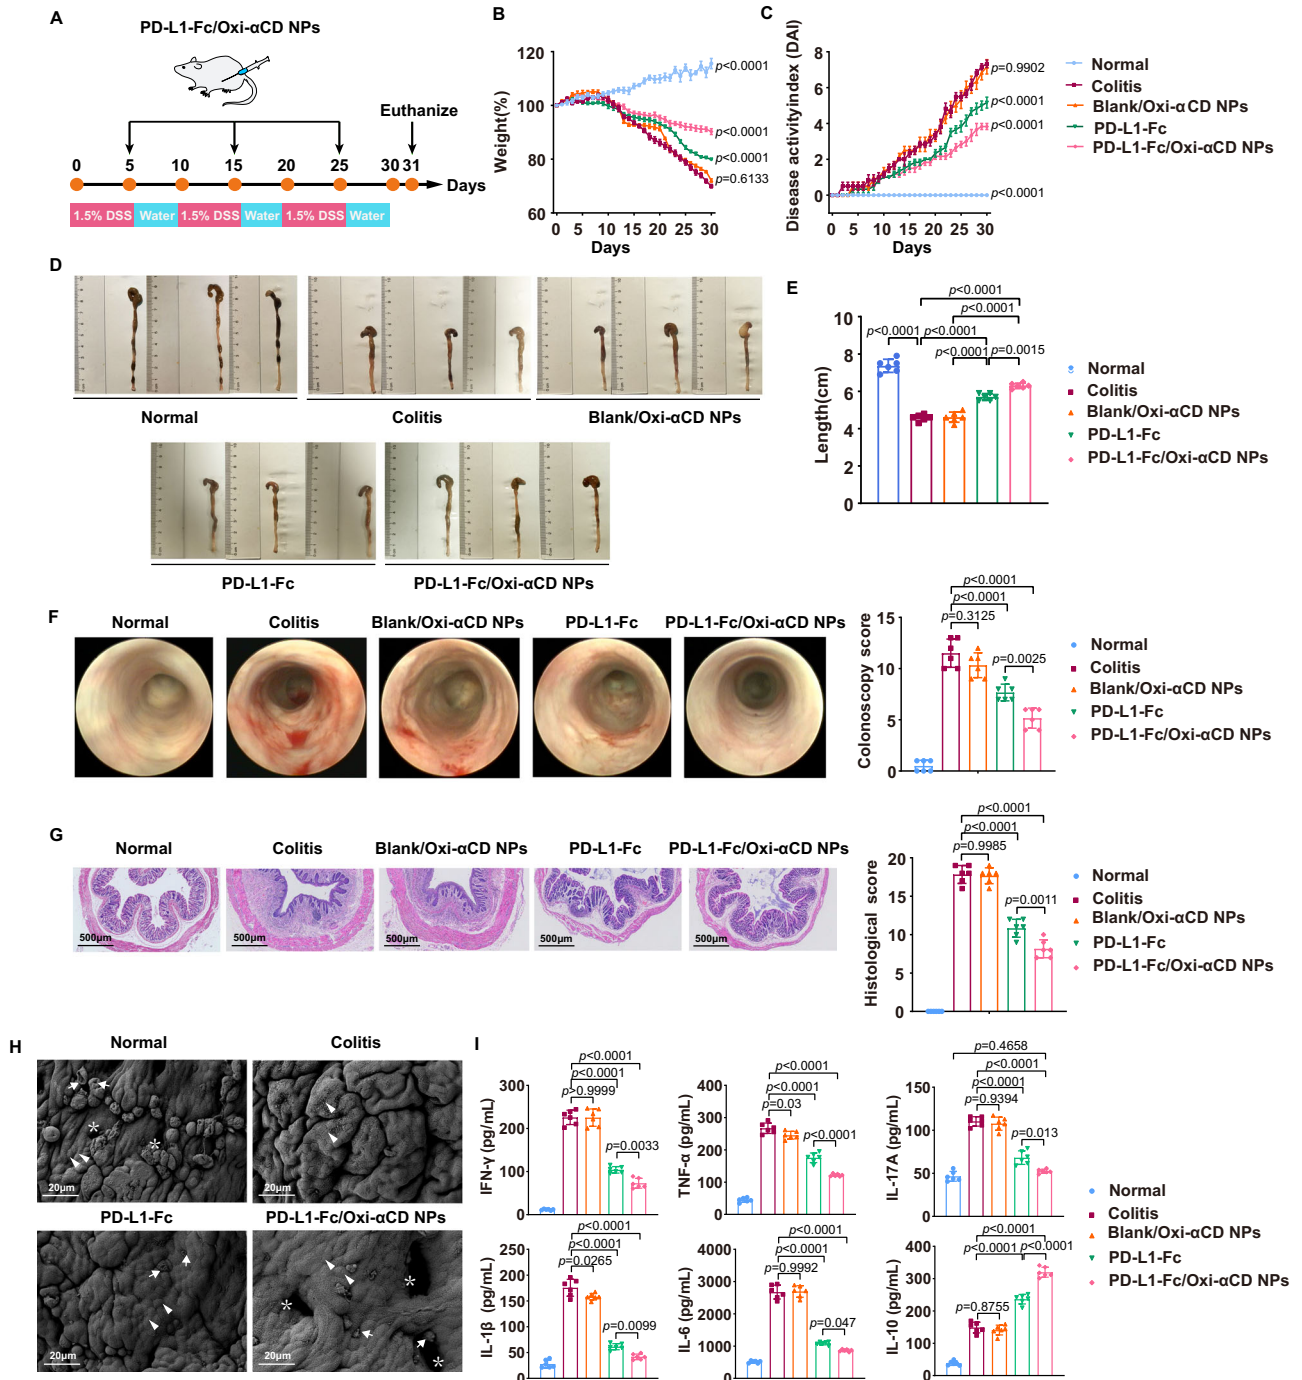 A
PD-L1-Fc/Oxi-αCD NPs
Euthanize
0 5 10 15 20 25 30 31 Days
1.5% DSS Water 1.5% DSS Water 1.5% DSS Water
B
Weight(%)
120
100
80
60
0 5 10 15 20 25 30
Days
p<0.0001
p<0.0001
p<0.0001
p=0.6133
C
Disease activityindex (DAI)
8
6
4
2
0
0 5 10 15 20 25 30
Days
p=0.9902
p<0.0001
p<0.0001
p<0.0001
Normal
Colitis
Blank/Oxi-αCD NPs
PD-L1-Fc
PD-L1-Fc/Oxi-αCD NPs
D
Normal Colitis Blank/Oxi-αCD NPs
PD-L1-Fc PD-L1-Fc/Oxi-αCD NPs
E
Length(cm)
10
8
6
4
2
0
p<0.0001
p<0.0001
p<0.0001 p<0.0001
p<0.0001 p=0.0015
Normal
Colitis
Blank/Oxi-αCD NPs
PD-L1-Fc
PD-L1-Fc/Oxi-αCD NPs
F
Normal Colitis Blank/Oxi-αCD NPs PD-L1-Fc PD-L1-Fc/Oxi-αCD NPs
Colonoscopy score
15
10
5
0
p<0.0001
p<0.0001
p=0.3125
p=0.0025
Normal
Colitis
Blank/Oxi-αCD NPs
PD-L1-Fc
PD-L1-Fc/Oxi-αCD NPs
G
Normal Colitis Blank/Oxi-αCD NPs PD-L1-Fc PD-L1-Fc/Oxi-αCD NPs
500μm 500μm 500μm 500μm 500μm
Histological score
20
15
10
5
0
p<0.0001
p<0.0001
p=0.9985
p=0.0011
Normal
Colitis
Blank/Oxi-αCD NPs
PD-L1-Fc
PD-L1-Fc/Oxi-αCD NPs
H
Normal Colitis
20μm 20μm
PD-L1-Fc PD-L1-Fc/Oxi-αCD NPs
20μm 20μm
I
IFN-γ (pg/mL)
300
200
100
0
p<0.0001
p<0.0001
p>0.9999
p=0.0033
TNF-α (pg/mL)
400
300
200
100
0
p<0.0001
p<0.0001
p=0.03
p<0.0001
IL-17A (pg/mL)
150
100
50
0
p=0.4658
p<0.0001
p<0.0001
p=0.9394
p=0.013
IL-1β (pg/mL)
250
200
150
100
50
0
p<0.0001
p<0.0001
p=0.0265
p=0.0099
IL-6 (pg/mL)
4000
3000
2000
1000
0
p<0.0001
p<0.0001
p=0.9992
p=0.047
IL-10 (pg/mL)
400
300
200
100
0
p<0.0001
p<0.0001 p<0.0001
p=0.8755
Normal
Colitis
Blank/Oxi-αCD NPs
PD-L1-Fc
PD-L1-Fc/Oxi-αCD NPs